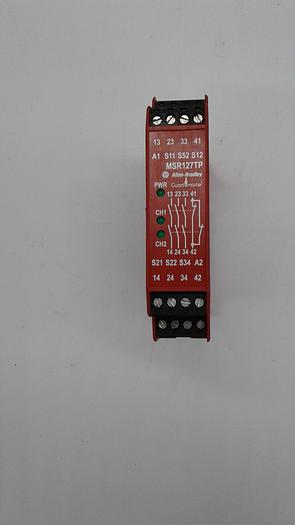 13 23 33 41
A1 S11 S52 S12
MSR127TP
Allen-Bradley
PWR Guardmaster
13 23 33 41
CH1
CH2
14 24 34 42
S21 S22 S34 A2
14 24 34 42